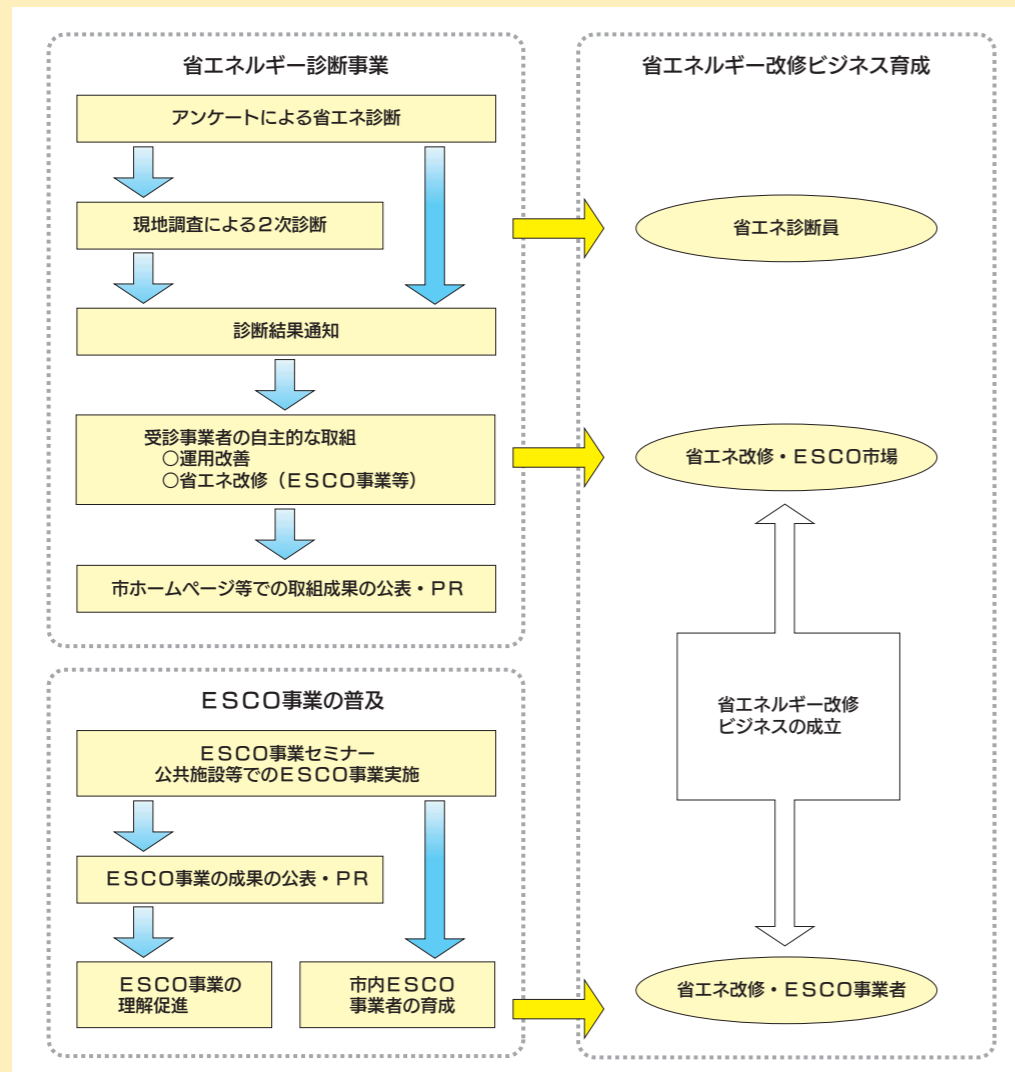 省エネルギー診断事業
アンケートによる省エネ診断
現地調査による2次診断
診断結果通知
受診事業者の自主的な取組
○運用改善
○省エネ改修（ESCO事業等）
市ホームページ等での取組成果の公表・PR
ESCO事業の普及
ESCO事業セミナー
公共施設等でのESCO事業実施
ESCO事業の成果の公表・PR
ESCO事業の
理解促進
市内ESCO
事業者の育成
省エネルギー改修ビジネス育成
省エネ診断員
省エネ改修・ESCO市場
省エネルギー改修
ビジネスの成立
省エネ改修・ESCO事業者